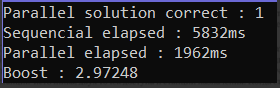 Parallel solution correct : 1
Sequencial elapsed : 5832ms
Parallel elapsed : 1962ms
Boost : 2.97248